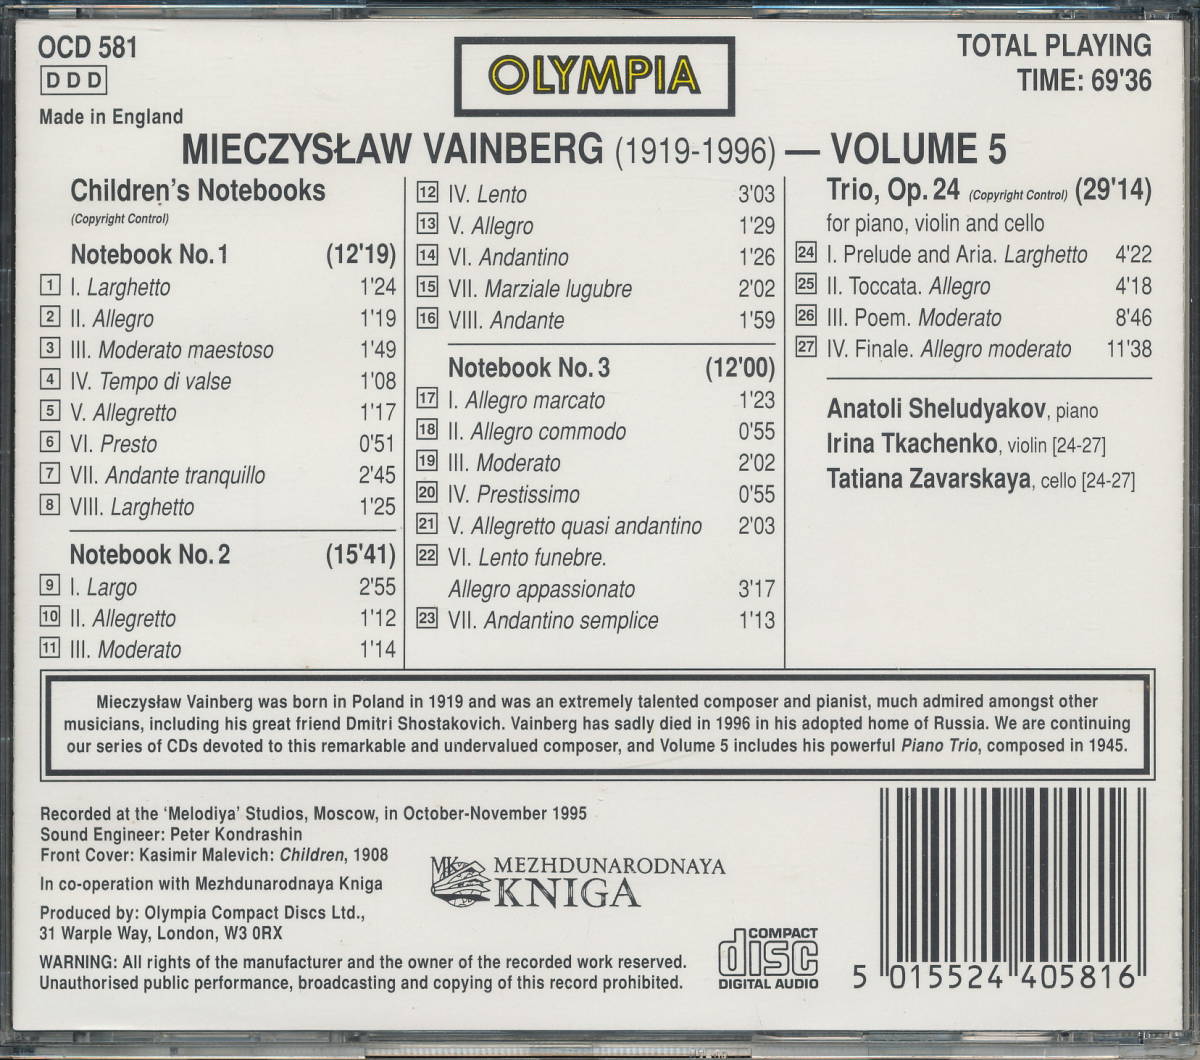 OCD 581
DDD
Made in England
OLYMPIA
TOTAL PLAYING
TIME: 69'36
MIECZYSŁAW VAINBERG (1919-1996) — VOLUME 5
Children's Notebooks
(Copyright Control)
Notebook No. 1 (12'19)
1 I. Larghetto 1'24
2 II. Allegro 1'19
3 III. Moderato maestoso 1'49
4 IV. Tempo di valse 1'08
5 V. Allegretto 1'17
6 VI. Presto 0'51
7 VII. Andante tranquillo 2'45
8 VIII. Larghetto 1'25
Notebook No. 2 (15'41)
9 I. Largo 2'55
10 II. Allegretto 1'12
11 III. Moderato 1'14
12 IV. Lento 3'03
13 V. Allegro 1'29
14 VI. Andantino 1'26
15 VII. Marziale lugubre 2'02
16 VIII. Andante 1'59
Notebook No. 3 (12'00)
17 I. Allegro marcato 1'23
18 II. Allegro commodo 0'55
19 III. Moderato 2'02
20 IV. Prestissimo 0'55
21 V. Allegretto quasi andantino 2'03
22 VI. Lento funebre.
Allegro appassionato 3'17
23 VII. Andantino semplice 1'13
Trio, Op. 24 (Copyright Control) (29'14)
for piano, violin and cello
24 I. Prelude and Aria. Larghetto 4'22
25 II. Toccata. Allegro 4'18
26 III. Poem. Moderato 8'46
27 IV. Finale. Allegro moderato 11'38
Anatoli Sheludyakov, piano
Irina Tkachenko, violin [24-27]
Tatiana Zavarskaya, cello [24-27]
Mieczysław Vainberg was born in Poland in 1919 and was an extremely talented composer and pianist, much admired amongst other
musicians, including his great friend Dmitri Shostakovich. Vainberg has sadly died in 1996 in his adopted home of Russia. We are continuing
our series of CDs devoted to this remarkable and undervalued composer, and Volume 5 includes his powerful Piano Trio, composed in 1945.
Recorded at the 'Melodiya' Studios, Moscow, in October-November 1995
Sound Engineer: Peter Kondrashin
Front Cover: Kasimir Malevich: Children, 1908
In co-operation with Mezhdunarodnaya Kniga
Produced by: Olympia Compact Discs Ltd.,
31 Warple Way, London, W3 0RX
WARNING: All rights of the manufacturer and the owner of the recorded work reserved.
Unauthorised public performance, broadcasting and copying of this record prohibited.
MK
MEZHDUNARODNAYA
KNIGA
COMPACT
disc
DIGITAL AUDIO
5 015524 405816